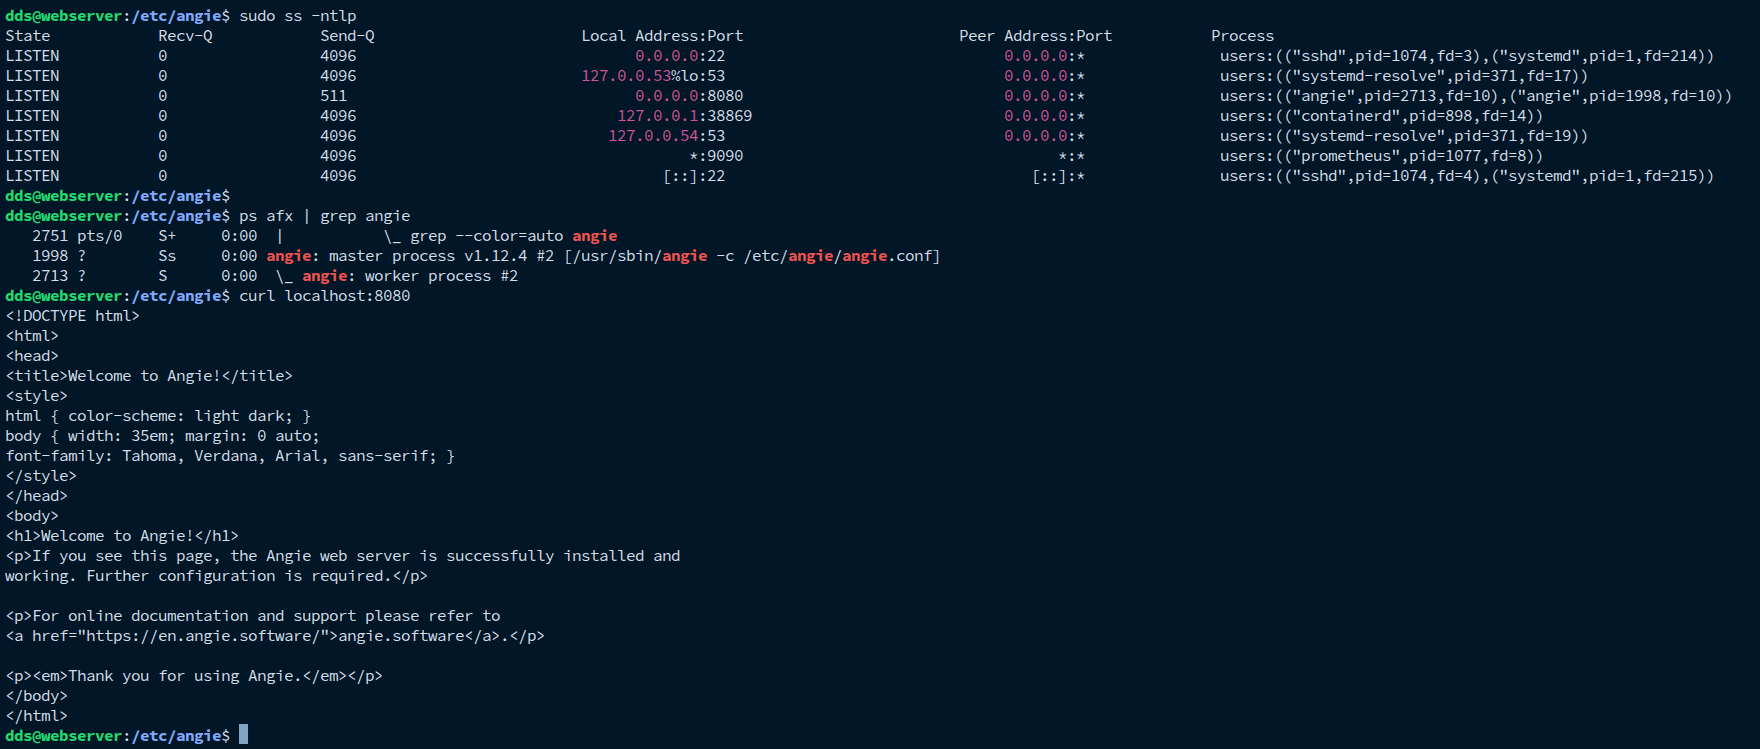 dds@webserver:/etc/angie$ sudo ss -ntlp
State Recv-Q Send-Q Local Address:Port Peer Address:Port Process
LISTEN 0 4096 0.0.0.0:22 0.0.0.0:* users:(("sshd",pid=1074,fd=3),("systemd",pid=1,fd=214))
LISTEN 0 4096 127.0.0.53%lo:53 0.0.0.0:* users:(("systemd-resolve",pid=371,fd=17))
LISTEN 0 511 0.0.0.0:8080 0.0.0.0:* users:(("angie",pid=2713,fd=10),("angie",pid=1998,fd=10))
LISTEN 0 4096 127.0.0.1:38869 0.0.0.0:* users:(("containerd",pid=898,fd=14))
LISTEN 0 4096 127.0.0.54:53 0.0.0.0:* users:(("systemd-resolve",pid=371,fd=19))
LISTEN 0 4096 *:9090 *:* users:(("prometheus",pid=1077,fd=8))
LISTEN 0 4096 [::]:22 [::]:* users:(("sshd",pid=1074,fd=4),("systemd",pid=1,fd=215))
dds@webserver:/etc/angie$
dds@webserver:/etc/angie$ ps afx | grep angie
2751 pts/0 S+ 0:00 | \_ grep --color=auto angie
1998 ? Ss 0:00 angie: master process v1.12.4 #2 [/usr/sbin/angie -c /etc/angie/angie.conf]
2713 ? S 0:00 \_ angie: worker process #2
dds@webserver:/etc/angie$ curl localhost:8080
<!DOCTYPE html>
<html>
<head>
<title>Welcome to Angie!</title>
<style>
html { color-scheme: light dark; }
body { width: 35em; margin: 0 auto;
font-family: Tahoma, Verdana, Arial, sans-serif; }
</style>
</head>
<body>
<h1>Welcome to Angie!</h1>
<p>If you see this page, the Angie web server is successfully installed and
working. Further configuration is required.</p>
<p>For online documentation and support please refer to
<a href="https://en.angie.software/">angie.software</a>.</p>
<p><em>Thank you for using Angie.</em></p>
</body>
</html>
dds@webserver:/etc/angie$